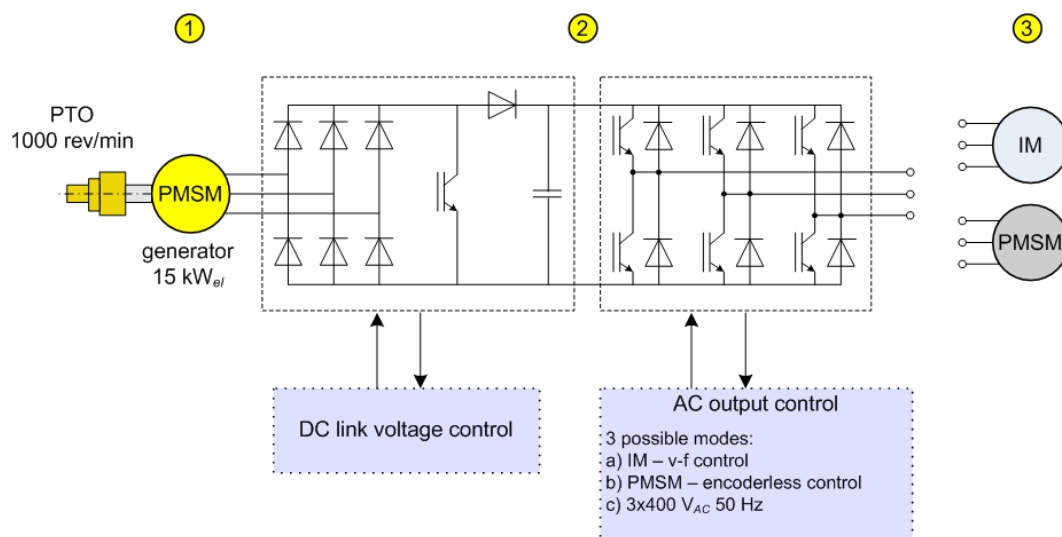 1
2
3
PTO
1000 rev/min
PMSM
generator
15 kWel
IM
PMSM
DC link voltage control
AC output control
3 possible modes:
a) IM – v-f control
b) PMSM – encoderless control
c) 3x400 VAC 50 Hz